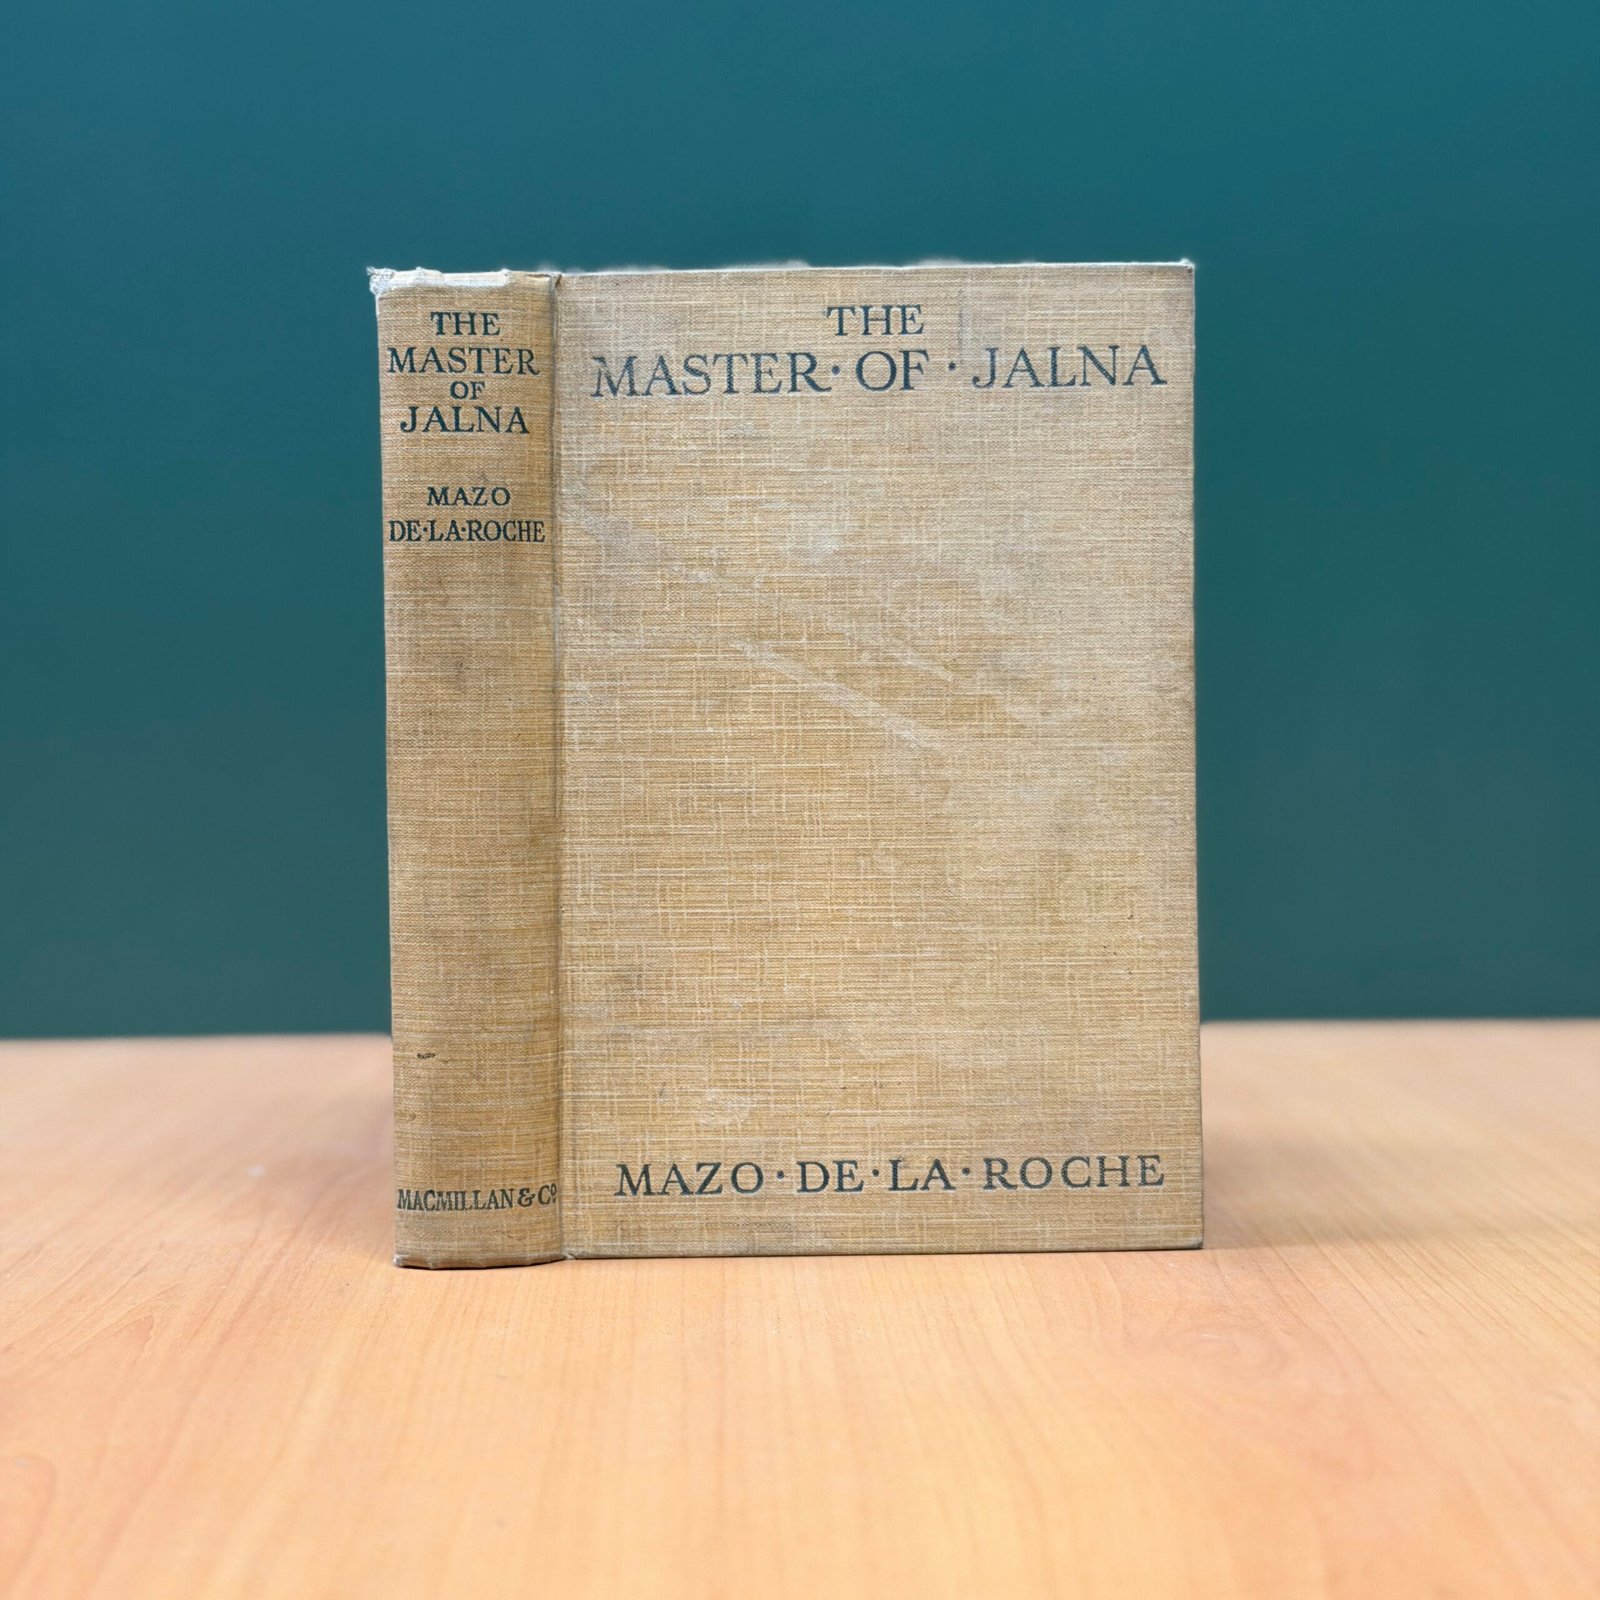 THE
MASTER
OF
JALNA
MAZO
DE·LA·ROCHE
MACMILLAN & Cº
THE
MASTER·OF·JALNA
MAZO·DE·LA·ROCHE